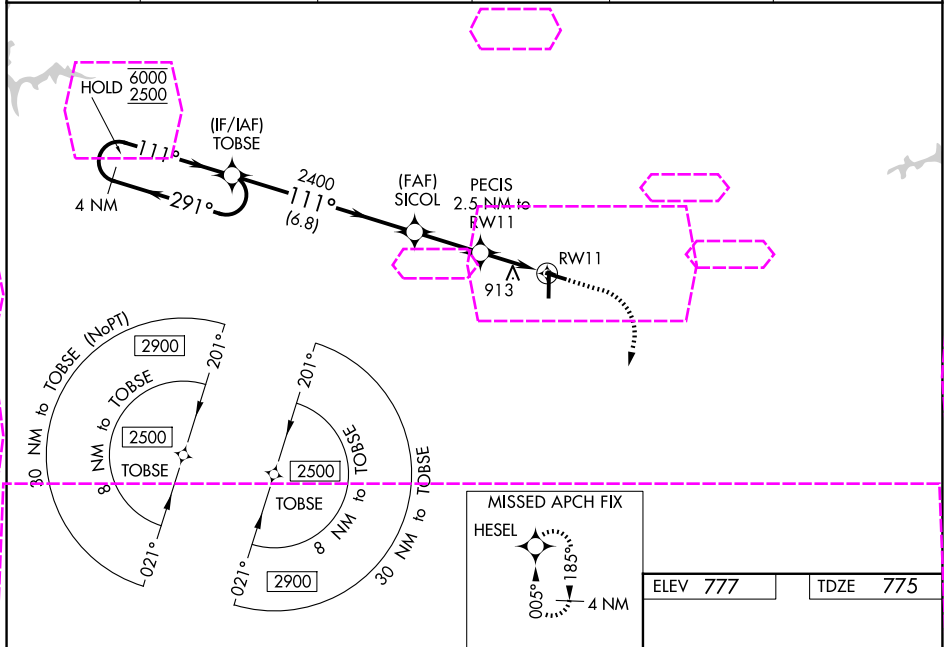 HOLD
6000
2500
(IF/IAF)
TOBSE
111°
291°
4 NM
2400
111°
(6.8)
(FAF)
SICOL
PECIS
2.5 NM to
RW11
RW11
913
30 NM to TOBSE (NoPT)
2900
201°
8 NM to TOBSE
2500
TOBSE
021°
201°
2500
TOBSE
8 NM to TOBSE
021°
2900
30 NM to TOBSE
MISSED APCH FIX
HESEL
185°
005°
4 NM
ELEV 777
TDZE 775